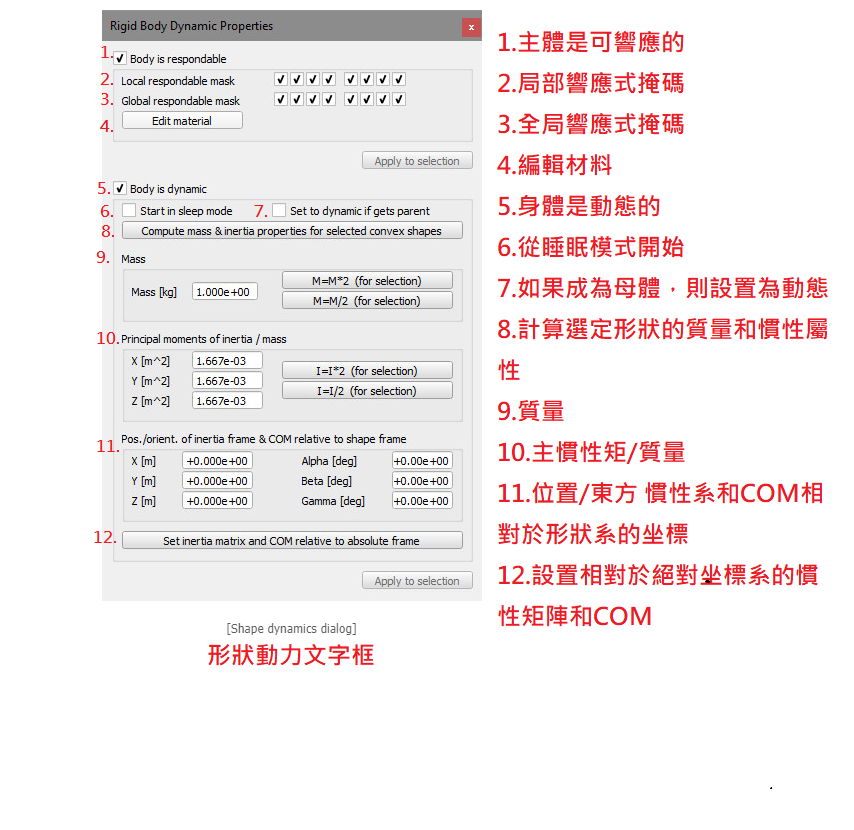 Rigid Body Dynamic Properties x
1. Body is respondable
2. Local respondable mask
3. Global respondable mask
4. Edit material
Apply to selection
5. Body is dynamic
6. Start in sleep mode 7. Set to dynamic if gets parent
8. Compute mass & inertia properties for selected convex shapes
9. Mass
Mass [kg] 1.000e+00 M=M*2 (for selection)
M=M/2 (for selection)
10. Principal moments of inertia / mass
X [m^2] 1.667e-03
Y [m^2] 1.667e-03
Z [m^2] 1.667e-03
I=I*2 (for selection)
I=I/2 (for selection)
11. Pos./orient. of inertia frame & COM relative to shape frame
X [m] +0.000e+00 Alpha [deg] +0.00e+00
Y [m] +0.000e+00 Beta [deg] +0.00e+00
Z [m] +0.000e+00 Gamma [deg] +0.00e+00
12. Set inertia matrix and COM relative to absolute frame
Apply to selection
[Shape dynamics dialog]
形狀動力文字框
1.主體是可響應的
2.局部響應式掩碼
3.全局響應式掩碼
4.編輯材料
5.身體是動態的
6.從睡眠模式開始
7.如果成為母體，則設置為動態
8.計算選定形狀的質量和慣性屬
性
9.質量
10.主慣性矩/質量
11.位置/東方 慣性系和COM相
對於形狀系的坐標
12.設置相對於絕對坐標系的慣
性矩陣和COM